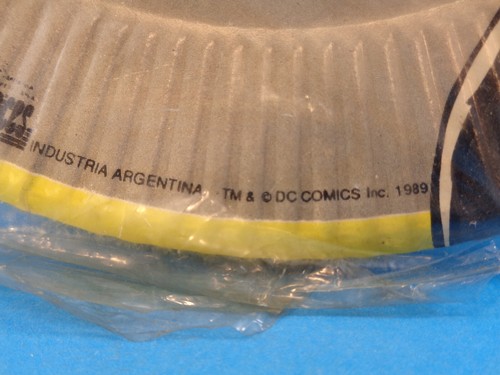 INDUSTRIA ARGENTINA TM & © DC COMICS Inc. 1989